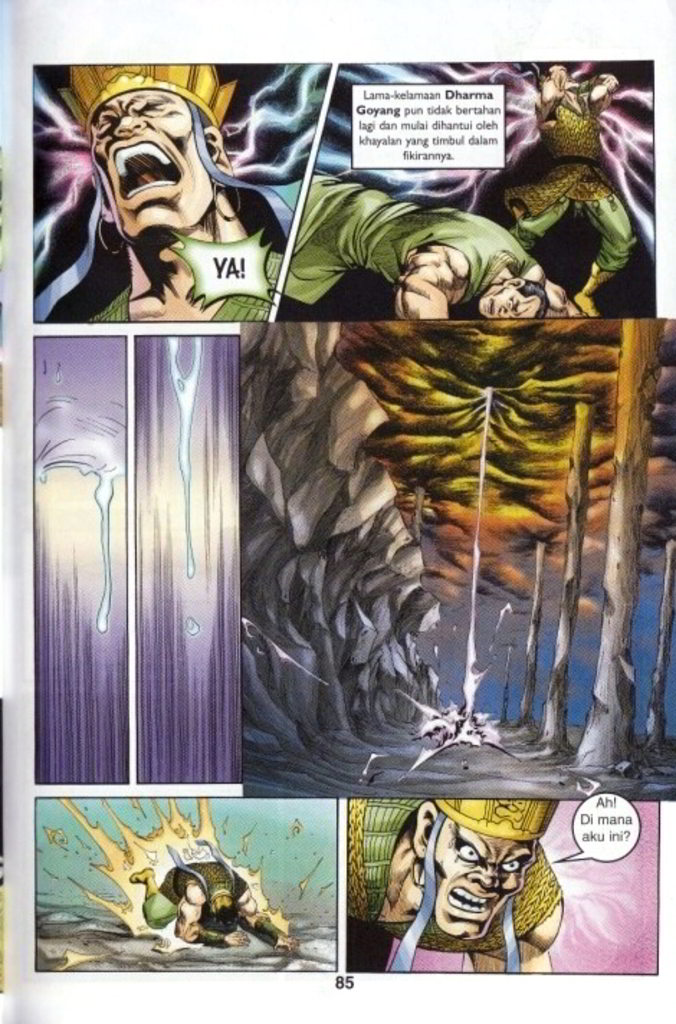 YA!
Lama-kelamaan Dharma
Goyang pun tidak bertahan
lagi dan mulai dihantui oleh
khayalan yang timbul dalam
fikirannya.
Ah!
Di mana
aku ini?
85